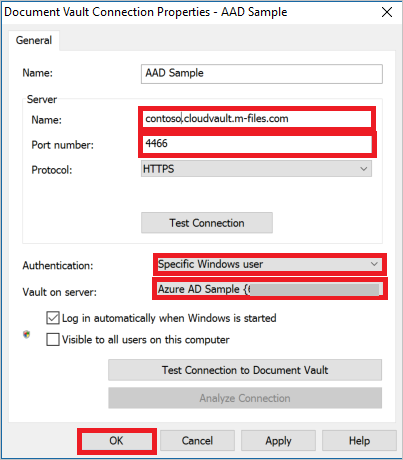 Document Vault Connection Properties - AAD Sample
General
Name: AAD Sample
Server
Name: contoso.cloudvault.m-files.com
Port number: 4466
Protocol: HTTPS
Test Connection
Authentication: Specific Windows user
Vault on server: Azure AD Sample {
Log in automatically when Windows is started
Visible to all users on this computer
Test Connection to Document Vault
Analyze Connection
OK Cancel Apply Help